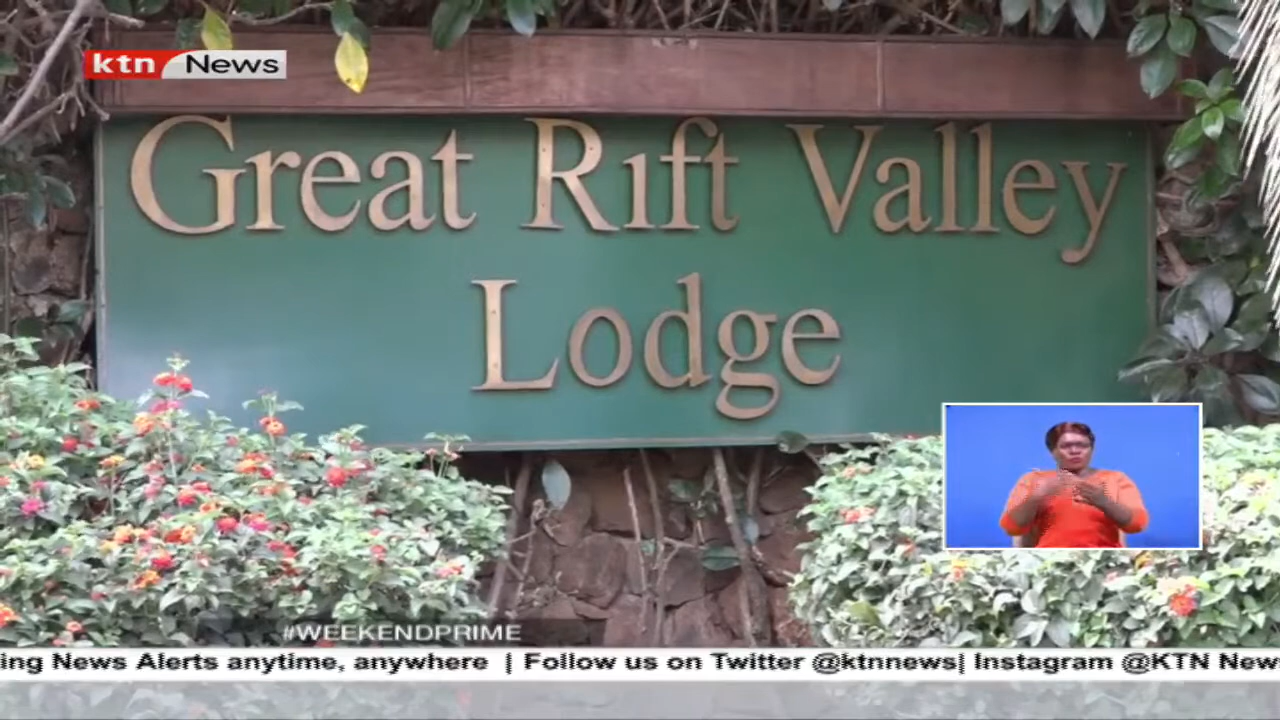 ktn News
Great Rift Valley
Lodge
#WEEKENDPRIME
ing News Alerts anytime, anywhere | Follow us on Twitter @ktnnews| Instagram @KTN New